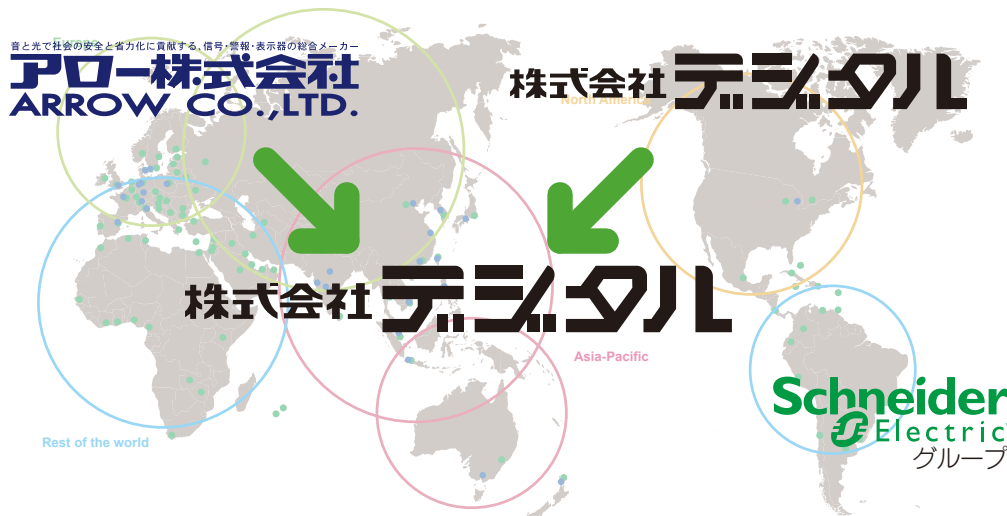 Europe
音と光で社会の安全と省力化に貢献する、信号・警報・表示器の総合メーカー
アロー株式会社
ARROW CO.,LTD.
株式会社デジタル
North America
株式会社デジタル
Asia-Pacific
Rest of the world
Schneider
Electric
グループ